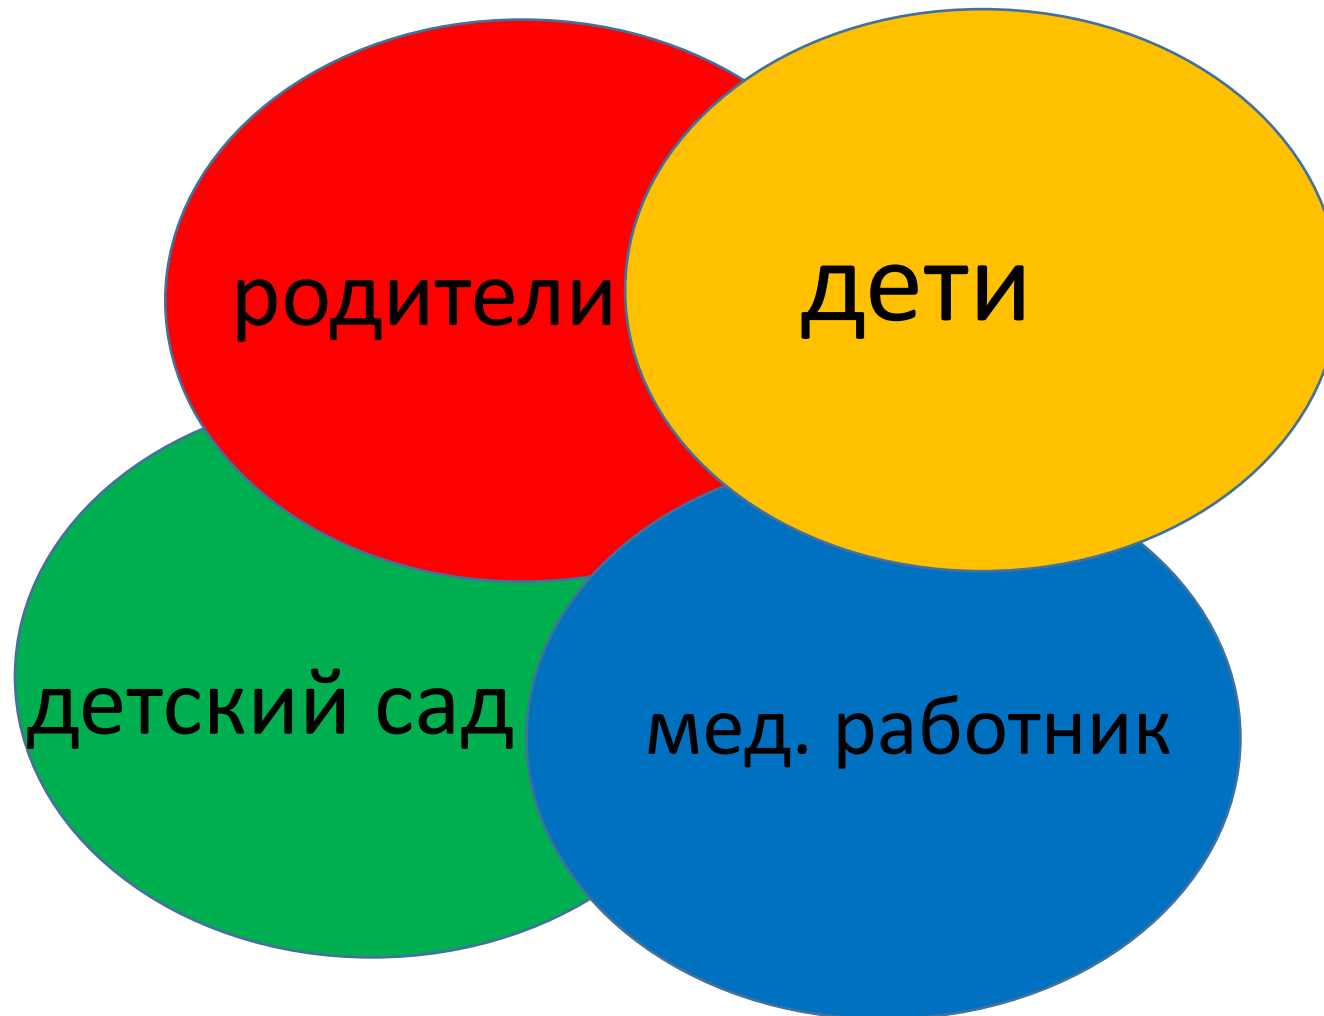 родители
дети
детский сад
мед. работник